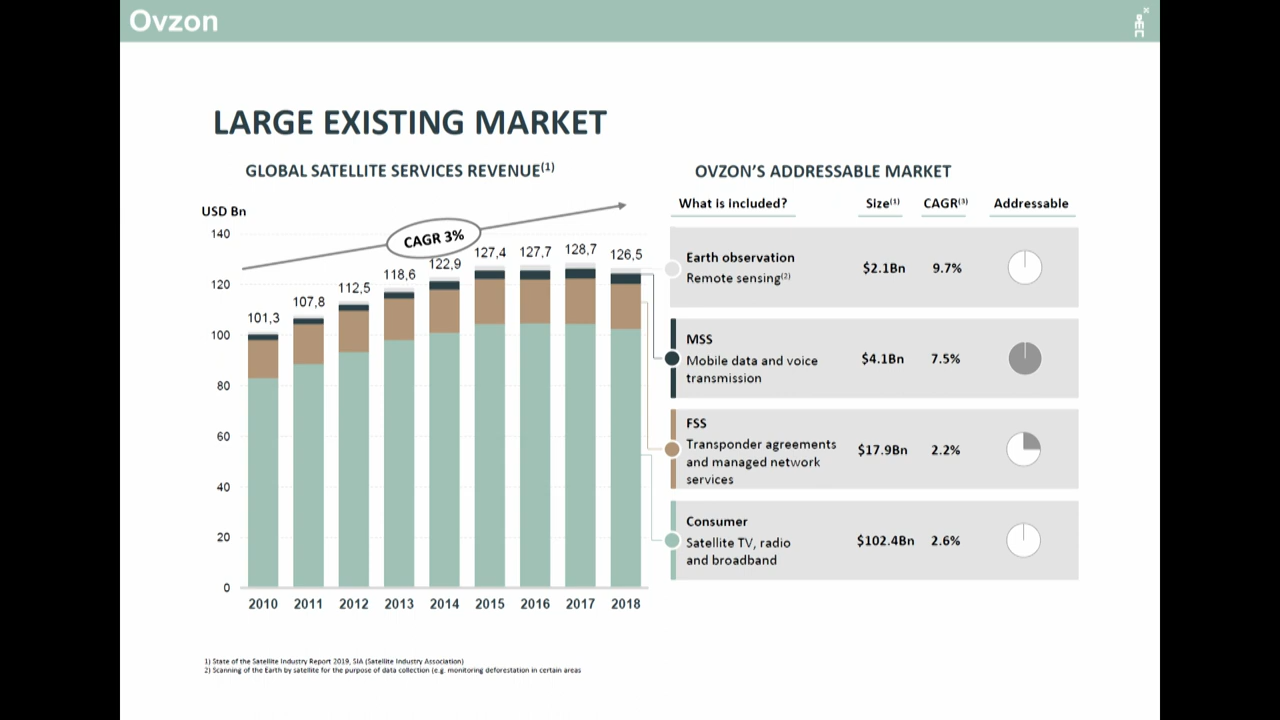 Ovzon
LARGE EXISTING MARKET
GLOBAL SATELLITE SERVICES REVENUE(1)
USD Bn
CAGR 3%
140
120
100
80
60
40
20
0
101,3
107,8
112,5
118,6
122,9
127,4
127,7
128,7
126,5
2010 2011 2012 2013 2014 2015 2016 2017 2018
OVZON'S ADDRESSABLE MARKET
What is included? Size(1) CAGR(3) Addressable
Earth observation
Remote sensing(2)
$2.1Bn 9.7%
MSS
Mobile data and voice
transmission
$4.1Bn 7.5%
FSS
Transponder agreements
and managed network
services
$17.9Bn 2.2%
Consumer
Satellite TV, radio
and broadband
$102.4Bn 2.6%
1) State of the Satellite Industry Report 2019, SIA (Satellite Industry Association)
2) Scanning of the Earth by satellite for the purpose of data collection (e.g. monitoring deforestation in certain areas